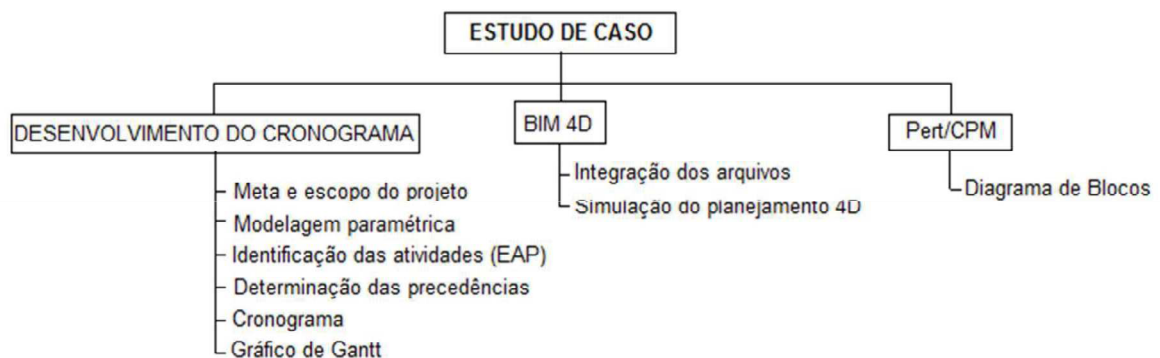 ESTUDO DE CASO
DESENVOLVIMENTO DO CRONOGRAMA
Meta e escopo do projeto
Modelagem paramétrica
Identificação das atividades (EAP)
Determinação das precedências
Cronograma
Gráfico de Gantt
BIM 4D
Integração dos arquivos
Simulação do planejamento 4D
Pert/CPM
Diagrama de Blocos